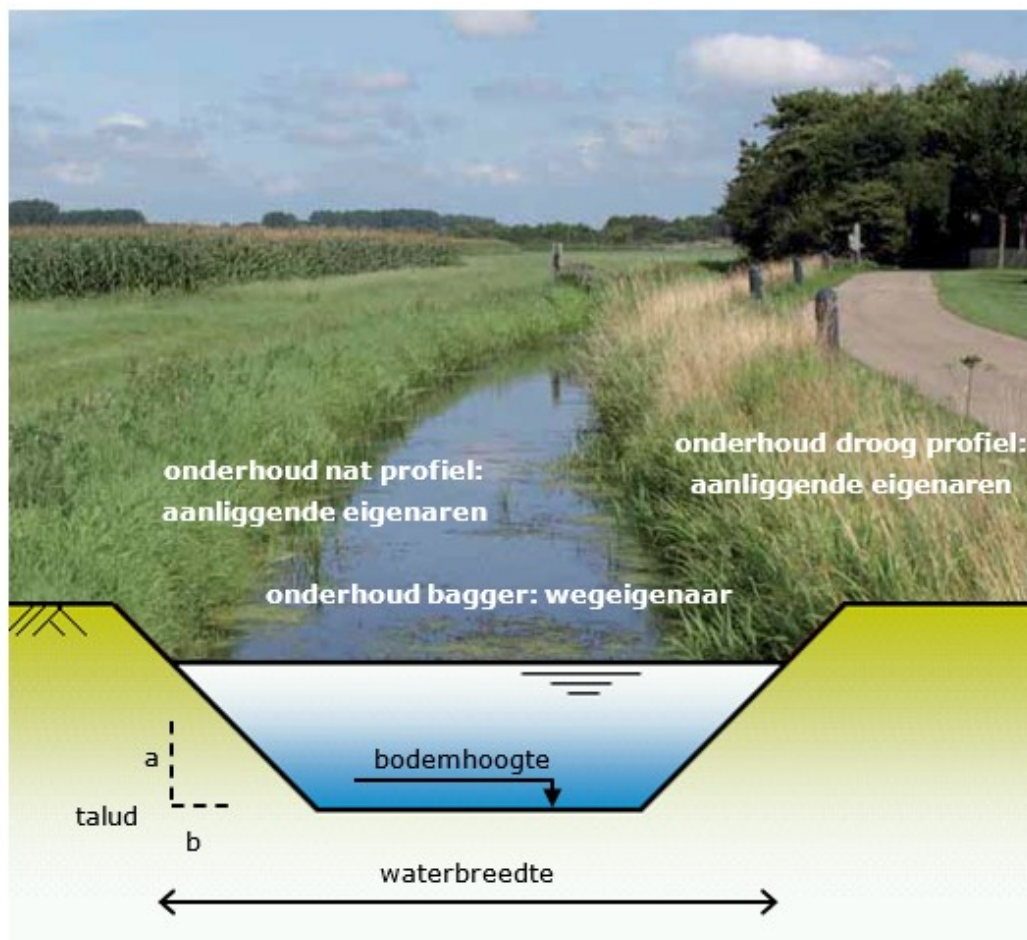 onderhoud droog profiel:
aanliggende eigenaren
onderhoud nat profiel:
aanliggende eigenaren
onderhoud bagger: wegeigenaar
a
bodemhoogte
talud
b
waterbreedte